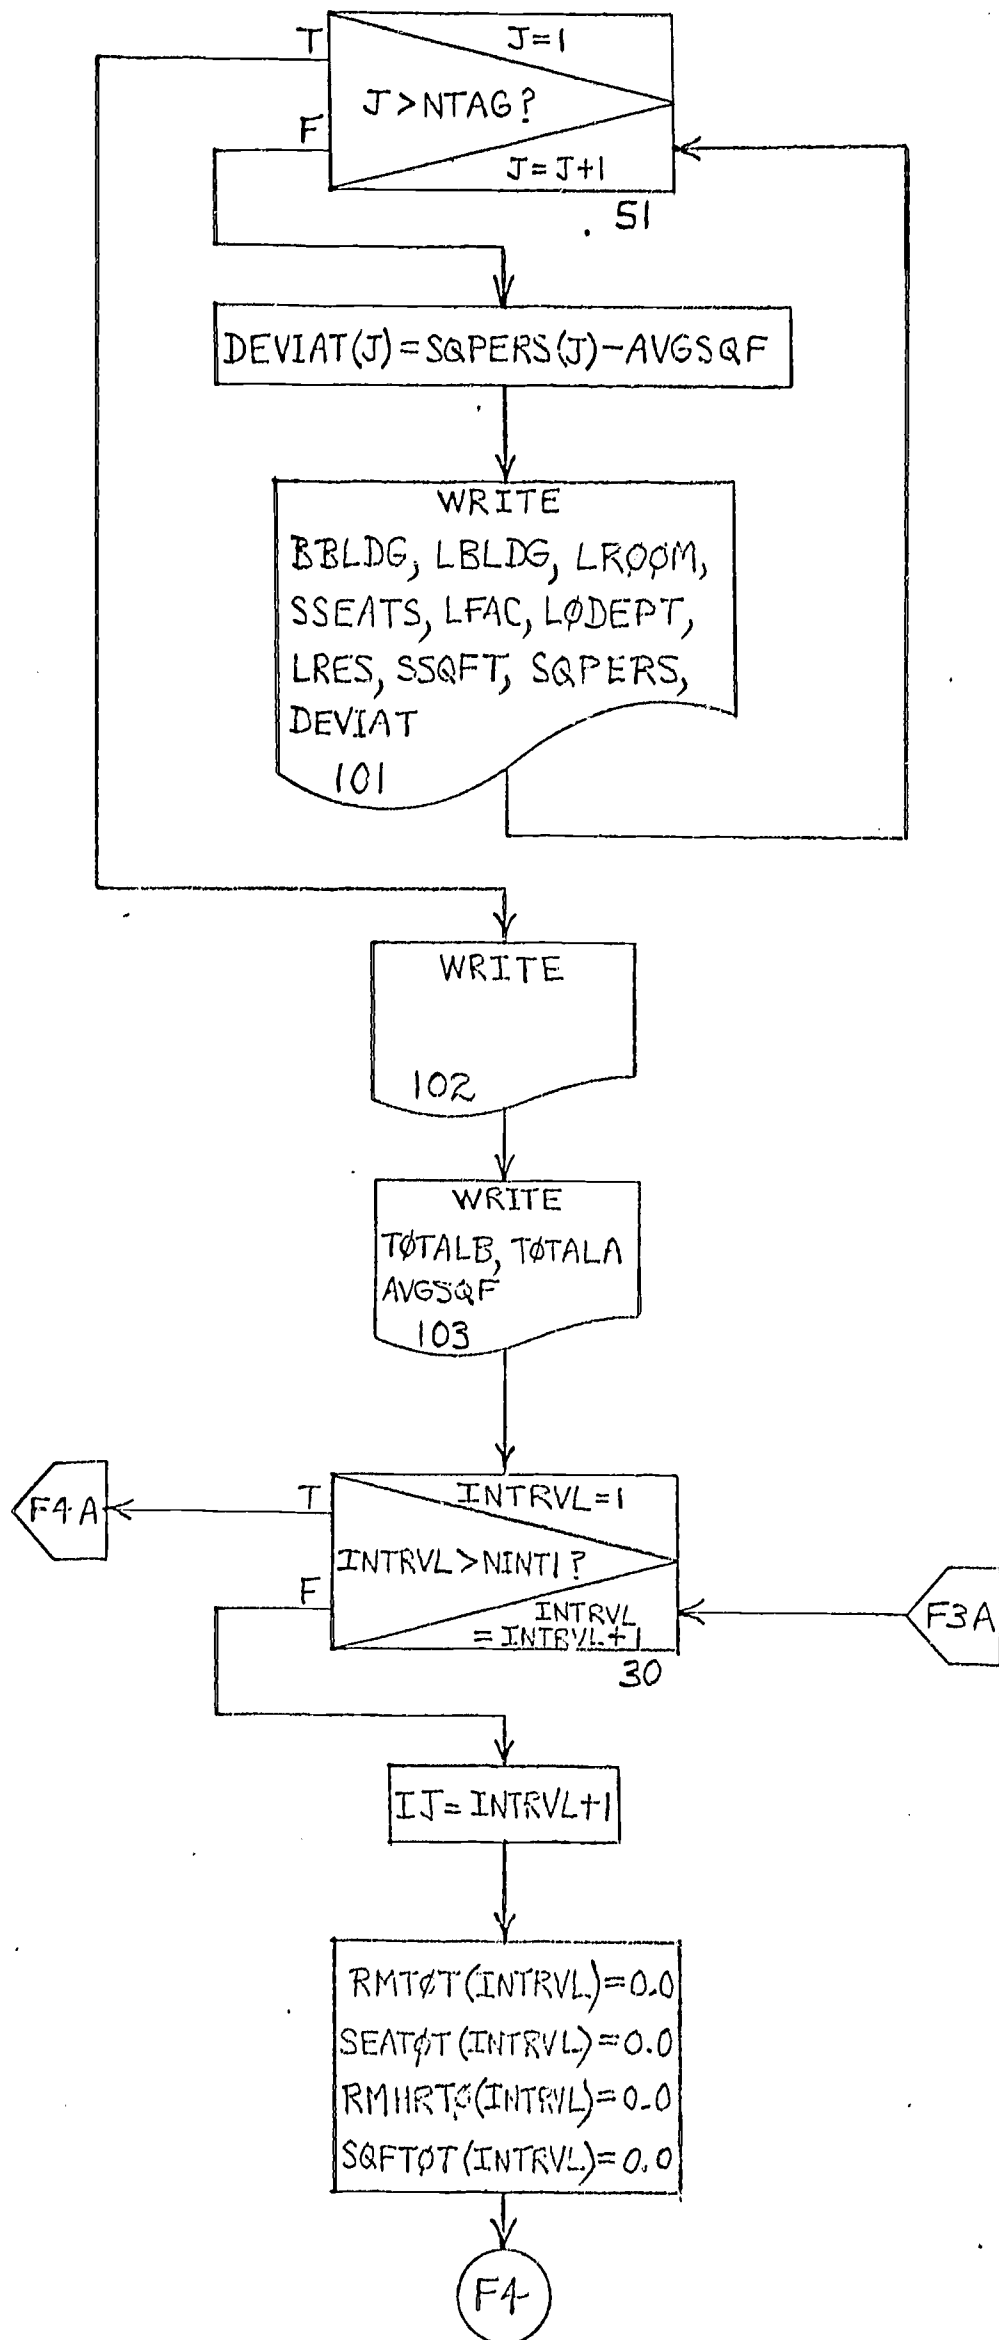 J=1
T
J>NTAG?
F
J=J+1
51
DEVIAT(J)=SQPERS(J)-AVGSQF
WRITE
BBLDG, LBLDG, LRØØM,
SSEATS, LFAC, LØDEPT,
LRES, SSQFT, SQPERS,
DEVIAT
101
WRITE
102
WRITE
TØTALB, TØTALA
AVGSQF
103
INTRVL=1
T
F4A
INTRVL>NINT1?
F
INTRVL
=INTRVL+1
F3A
30
IJ=INTRVL+1
RMTØT(INTRVL)=0.0
SEATØT(INTRVL)=0.0
RMHRTØ(INTRVL)=0.0
SQFTØT(INTRVL)=0.0
F4